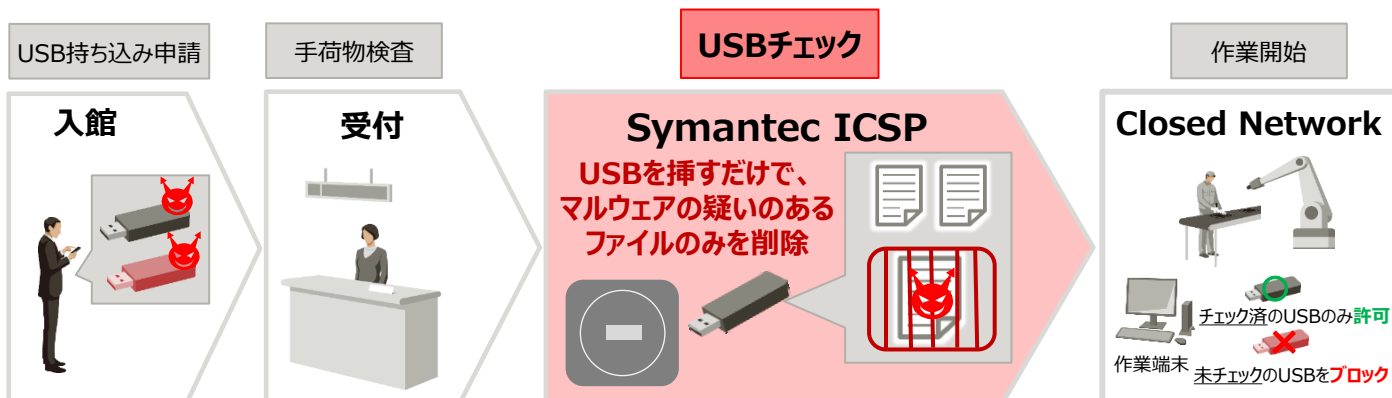 USB持ち込み申請
手荷物検査
USBチェック
作業開始
入館
受付
Symantec ICSP
USBを挿すだけで、
マルウェアの疑いのある
ファイルのみを削除
Closed Network
チェック済のUSBのみ許可
作業端末
未チェックのUSBをブロック